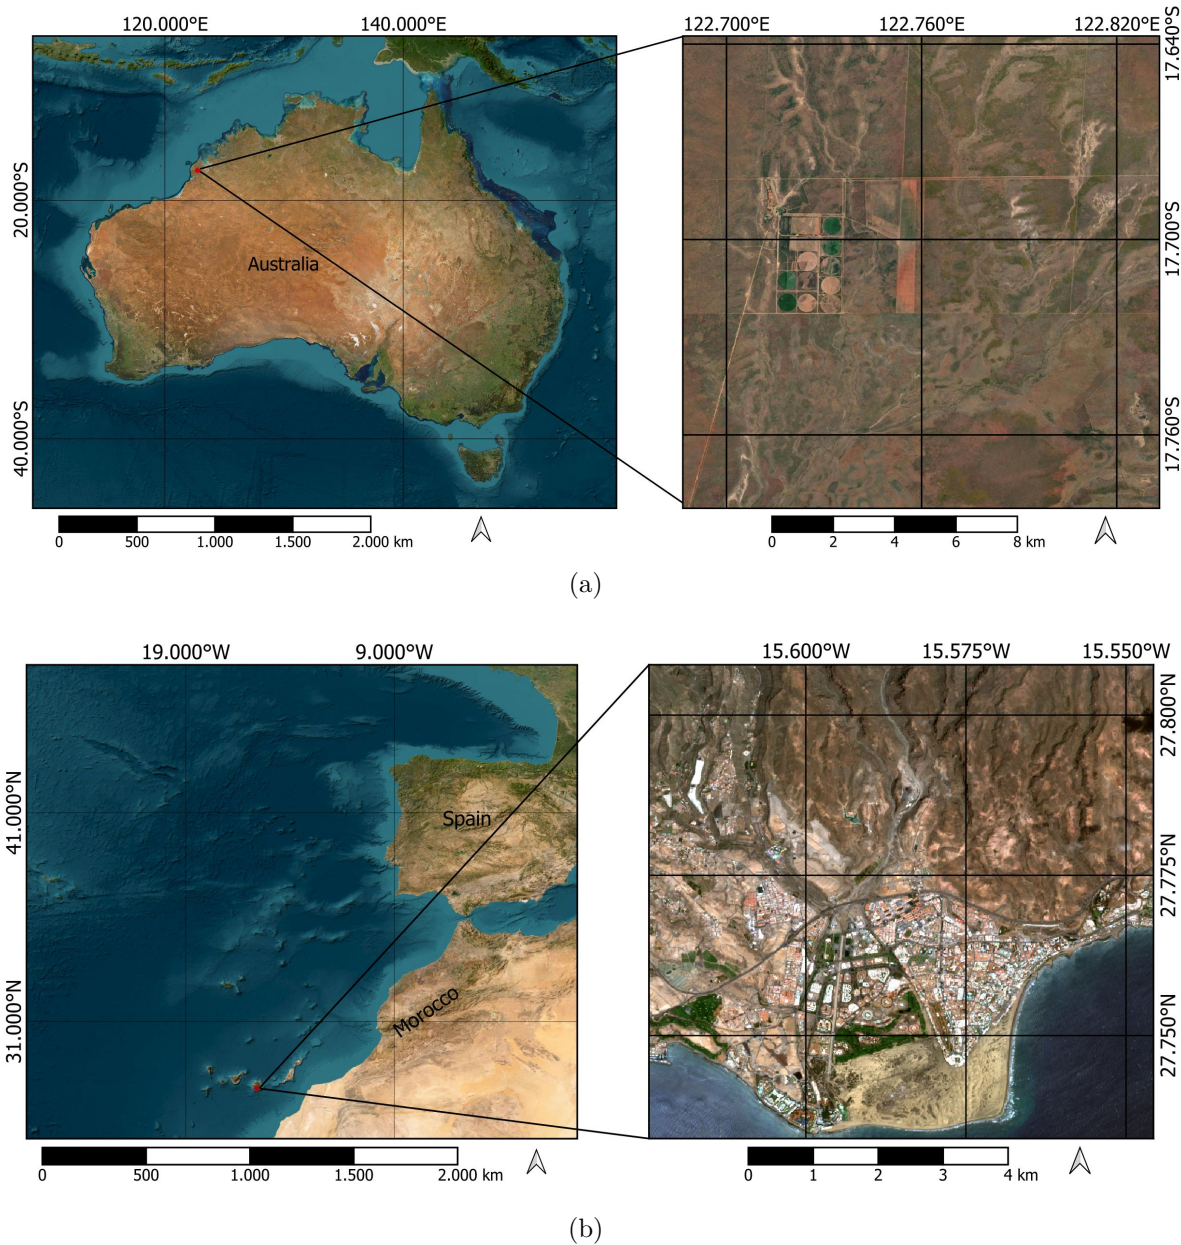 120.000°E 140.000°E
122.700°E 122.760°E 122.820°E
20.000°S
40.000°S
Australia
17.640°S
17.700°S
17.760°S
0 500 1.000 1.500 2.000 km
0 2 4 6 8 km
(a)
19.000°W 9.000°W
15.600°W 15.575°W 15.550°W
41.000°N
31.000°N
Spain
Morocco
27.800°N
27.775°N
27.750°N
0 500 1.000 1.500 2.000 km
0 1 2 3 4 km
(b)